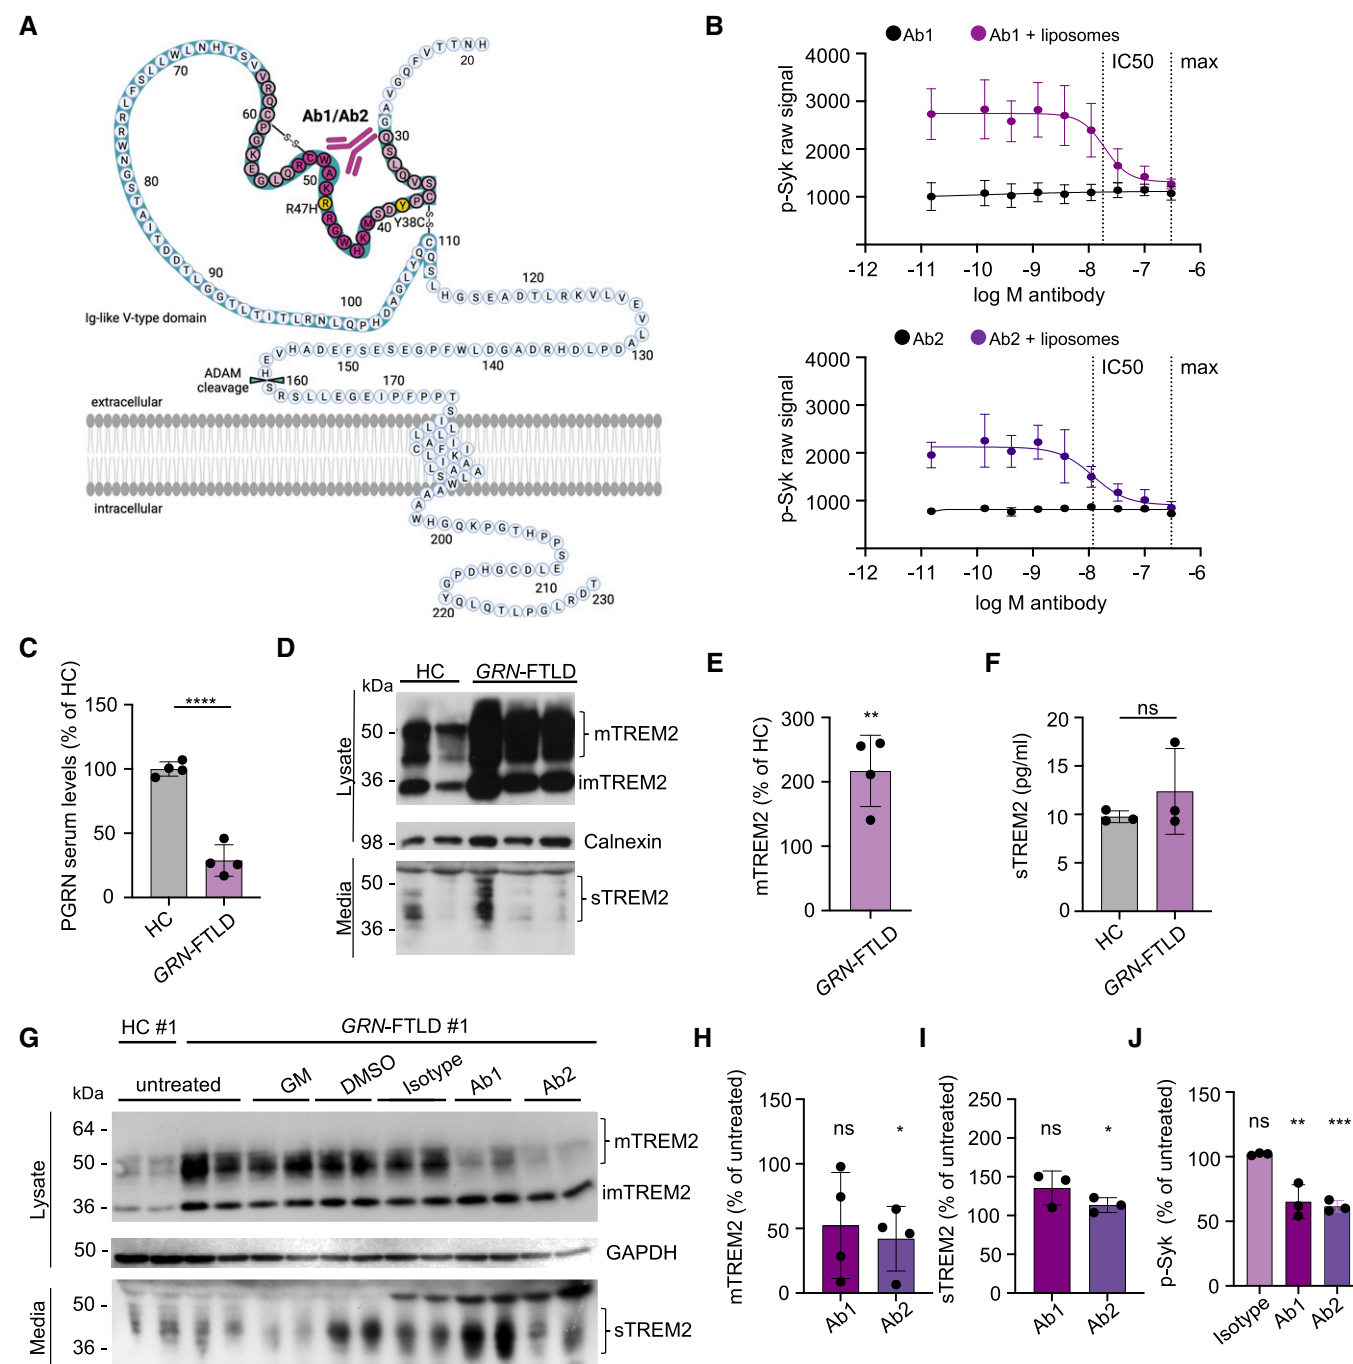 A
B
Ab1
Ab1 + liposomes
4000
3000
2000
1000
p-Syk raw signal
IC50
max
-12
-11
-10
-9
-8
-7
-6
log M antibody
Ab2
Ab2 + liposomes
4000
3000
2000
1000
p-Syk raw signal
IC50
max
-12
-11
-10
-9
-8
-7
-6
log M antibody
20
30
40
50
60
70
80
90
100
110
120
130
140
150
160
170
200
210
220
230
Ab1/Ab2
R47H
Y38C
S-S
S-S
Ig-like V-type domain
ADAM
cleavage
extracellular
intracellular
C
PGRN serum levels (% of HC)
150
100
50
0
****
HC
GRN-FTLD
D
HC
GRN-FTLD
kDa
50
36
98
50
36
Lysate
Media
mTREM2
imTREM2
Calnexin
sTREM2
E
mTREM2 (% of HC)
300
200
100
0
**
GRN-FTLD
F
sTREM2 (pg/ml)
20
15
10
5
0
ns
HC
GRN-FTLD
G
HC #1
GRN-FTLD #1
untreated
GM
DMSO
Isotype
Ab1
Ab2
kDa
64
50
36
50
50
36
Lysate
Media
mTREM2
imTREM2
GAPDH
sTREM2
H
mTREM2 (% of untreated)
150
100
50
0
ns
*
Ab1
Ab2
I
sTREM2 (% of untreated)
250
200
150
100
50
0
ns
*
Ab1
Ab2
J
p-Syk (% of untreated)
150
100
50
0
ns
**
***
Isotype
Ab1
Ab2